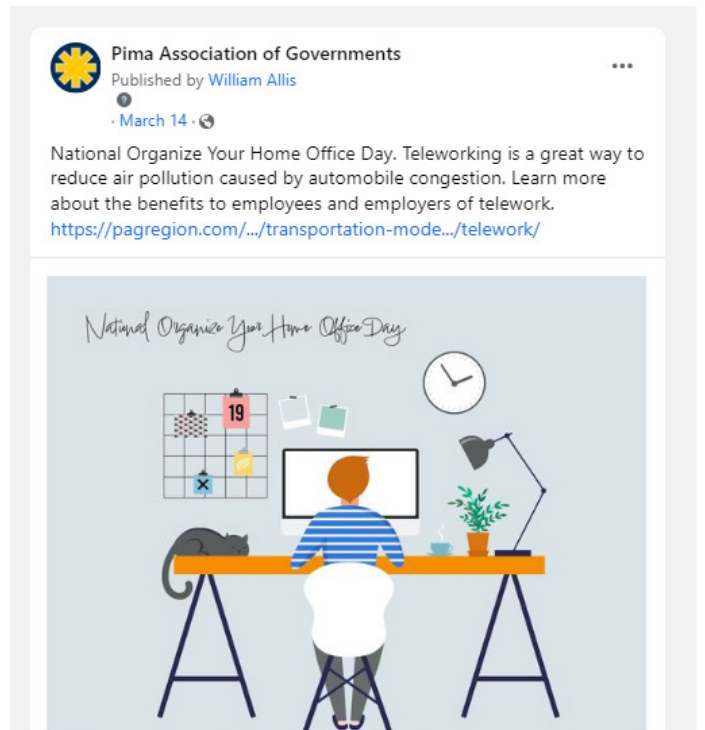 Pima Association of Governments
Published by William Allis
· March 14 ·
National Organize Your Home Office Day. Teleworking is a great way to
reduce air pollution caused by automobile congestion. Learn more
about the benefits to employees and employers of telework.
https://pagregion.com/.../transportation-mode.../telework/
National Organize Your Home Office Day
19